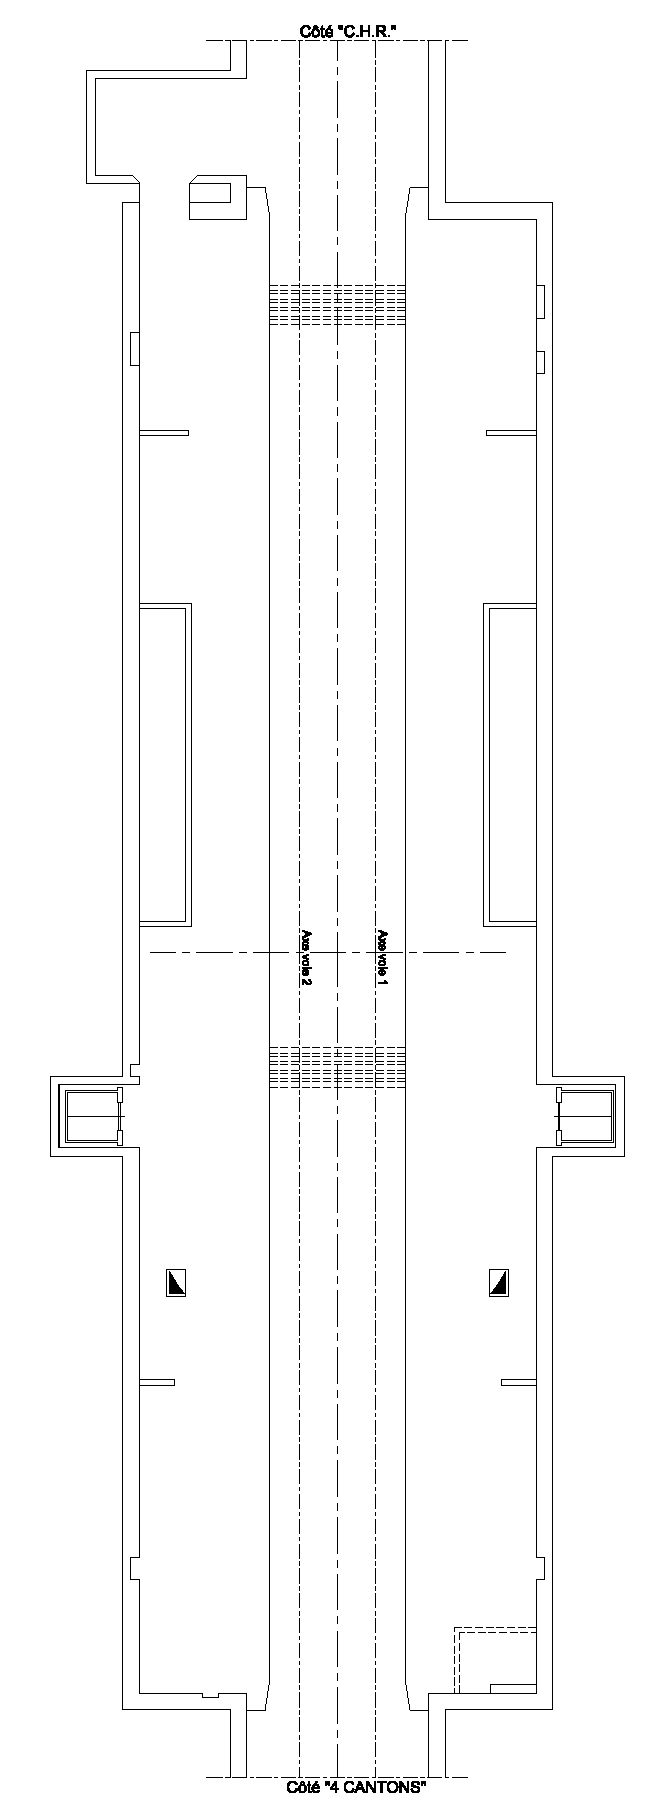 Côté "C.H.R."
Axe voie 2
Axe voie 1
Côté "4 CANTONS"